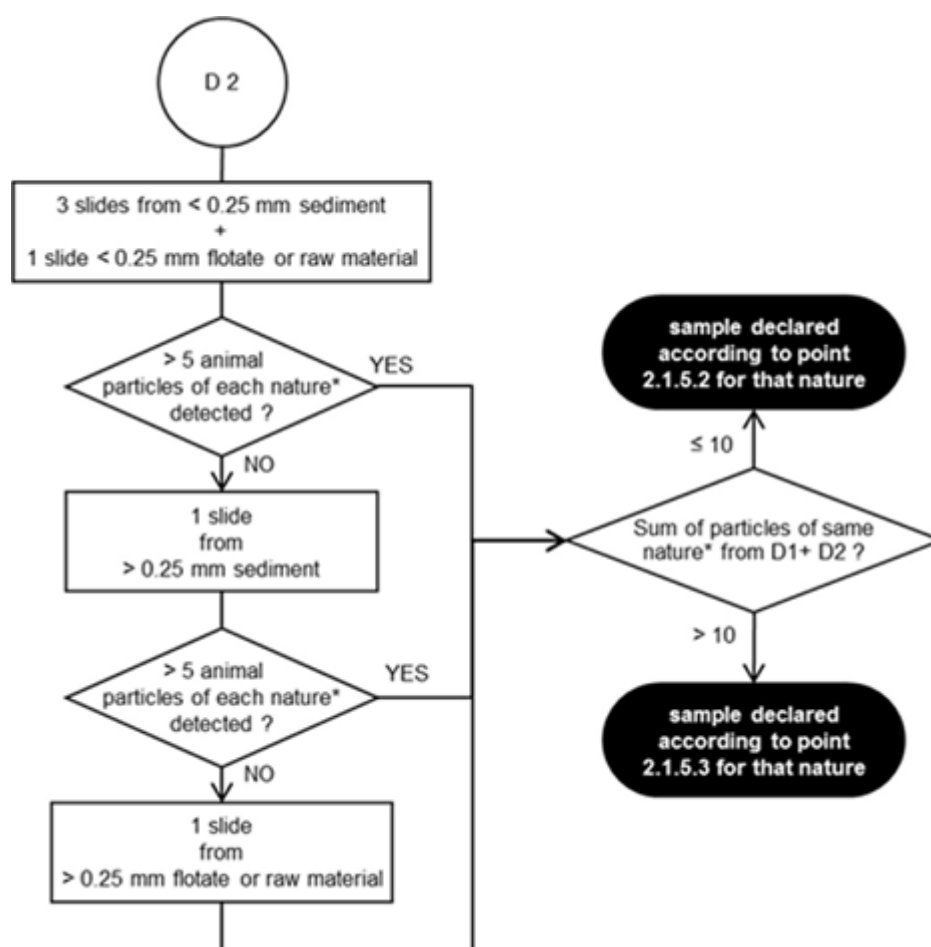 D 2
3 slides from < 0.25 mm sediment
+
1 slide < 0.25 mm flotate or raw material
> 5 animal
particles of each nature*
detected ?
YES
NO
1 slide
from
> 0.25 mm sediment
> 5 animal
particles of each nature*
detected ?
YES
NO
1 slide
from
> 0.25 mm flotate or raw material
sample declared
according to point
2.1.5.2 for that nature
≤ 10
Sum of particles of same
nature* from D1+ D2 ?
> 10
sample declared
according to point
2.1.5.3 for that nature